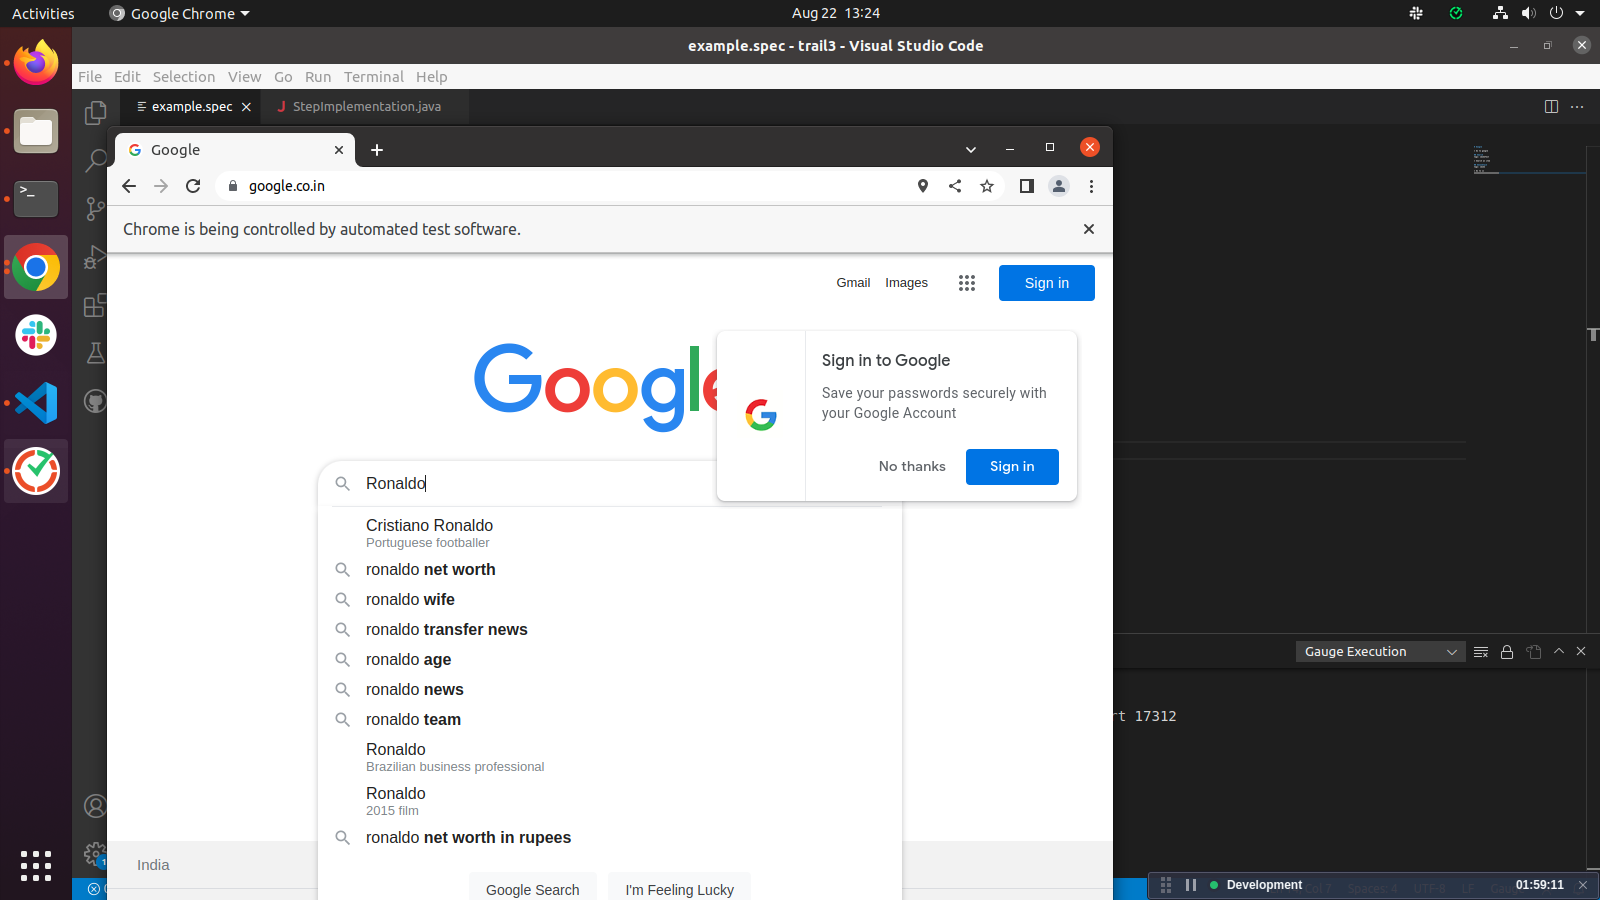 Activities Google Chrome Aug 22 13:24
example.spec - trail3 - Visual Studio Code
File Edit Selection View Go Run Terminal Help
example.spec StepImplementation.java
Google
google.co.in
Chrome is being controlled by automated test software.
Gmail Images Sign in
Google
Sign in to Google
Save your passwords securely with
your Google Account
No thanks Sign in
Ronaldo
Cristiano Ronaldo
Portuguese footballer
ronaldo net worth
ronaldo wife
ronaldo transfer news
ronaldo age
ronaldo news
ronaldo team
Ronaldo
Brazilian business professional
Ronaldo
2015 film
ronaldo net worth in rupees
Google Search I'm Feeling Lucky
India
Gauge Execution
rt 17312
Development 01:59:11